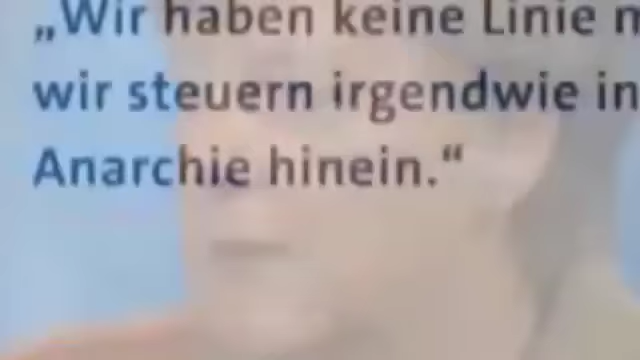 „Wir haben keine Linie
wir steuern irgendwie in
Anarchie hinein.“